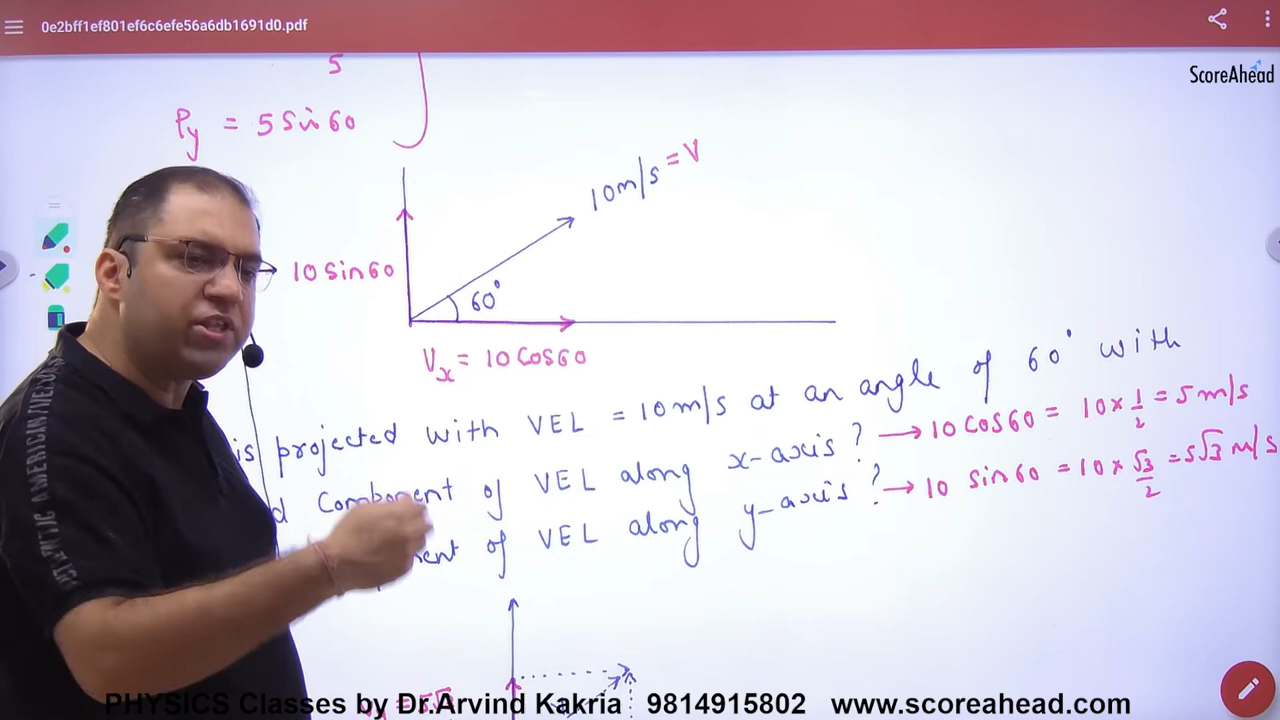 0e2bff1ef801ef6c6efe56a6db1691d0.pdf
ScoreAhead
5
Py = 5 Sin 60
10 m/s = V
10 sin 60
60°
Vx = 10 Cos 60
is projected with VEL = 10 m/s at an angle of 60° with
Component of VEL along x-axis? → 10 cos 60 = 10 × 1/2 = 5 m/s
of VEL along y-axis? → 10 sin 60 = 10 × √3/2 = 5√3 m/s
PHYSICS Classes by Dr.Arvind Kakria 9814915802 www.scoreahead.com